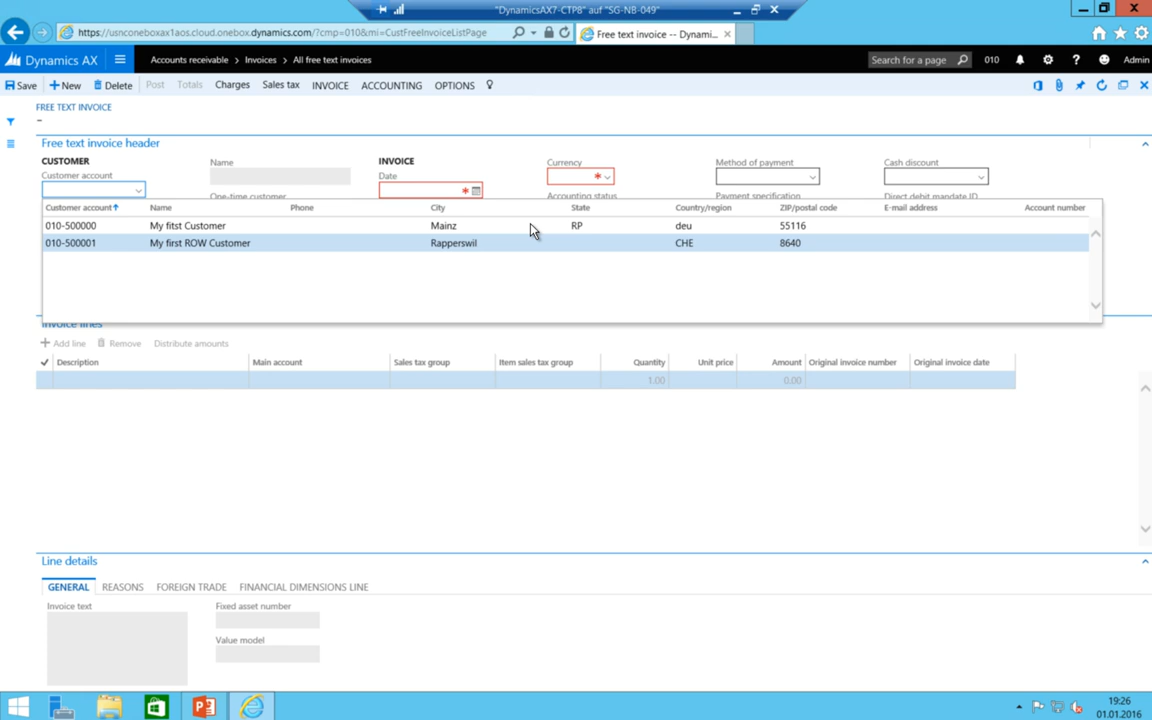 "DynamicsAX7-CTP8" auf "SG-NB-049"
https://usnconeboxax1aos.cloud.onebox.dynamics.com/?cmp=010&mi=CustFreeInvoiceListPage
Free text invoice -- Dynami...
Dynamics AX
Accounts receivable > Invoices > All free text invoices
Search for a page
010
? Admin
Save + New Delete Post Totals Charges Sales tax INVOICE ACCOUNTING OPTIONS
FREE TEXT INVOICE
-
Free text invoice header
CUSTOMER Name INVOICE Currency Method of payment Cash discount
Customer account Date
One-time customer Accounting status Payment specification Direct debit mandate ID
Customer account Name Phone City State Country/region ZIP/postal code E-mail address Account number
010-500000 My fitst Customer Mainz RP deu 55116
010-500001 My first ROW Customer Rapperswil CHE 8640
Invoice lines
+ Add line Remove Distribute amounts
Description Main account Sales tax group Item sales tax group Quantity Unit price Amount Original invoice number Original invoice date
1.00 0.00
Line details
GENERAL REASONS FOREIGN TRADE FINANCIAL DIMENSIONS LINE
Invoice text Fixed asset number
Value model
19:26
01.01.2016